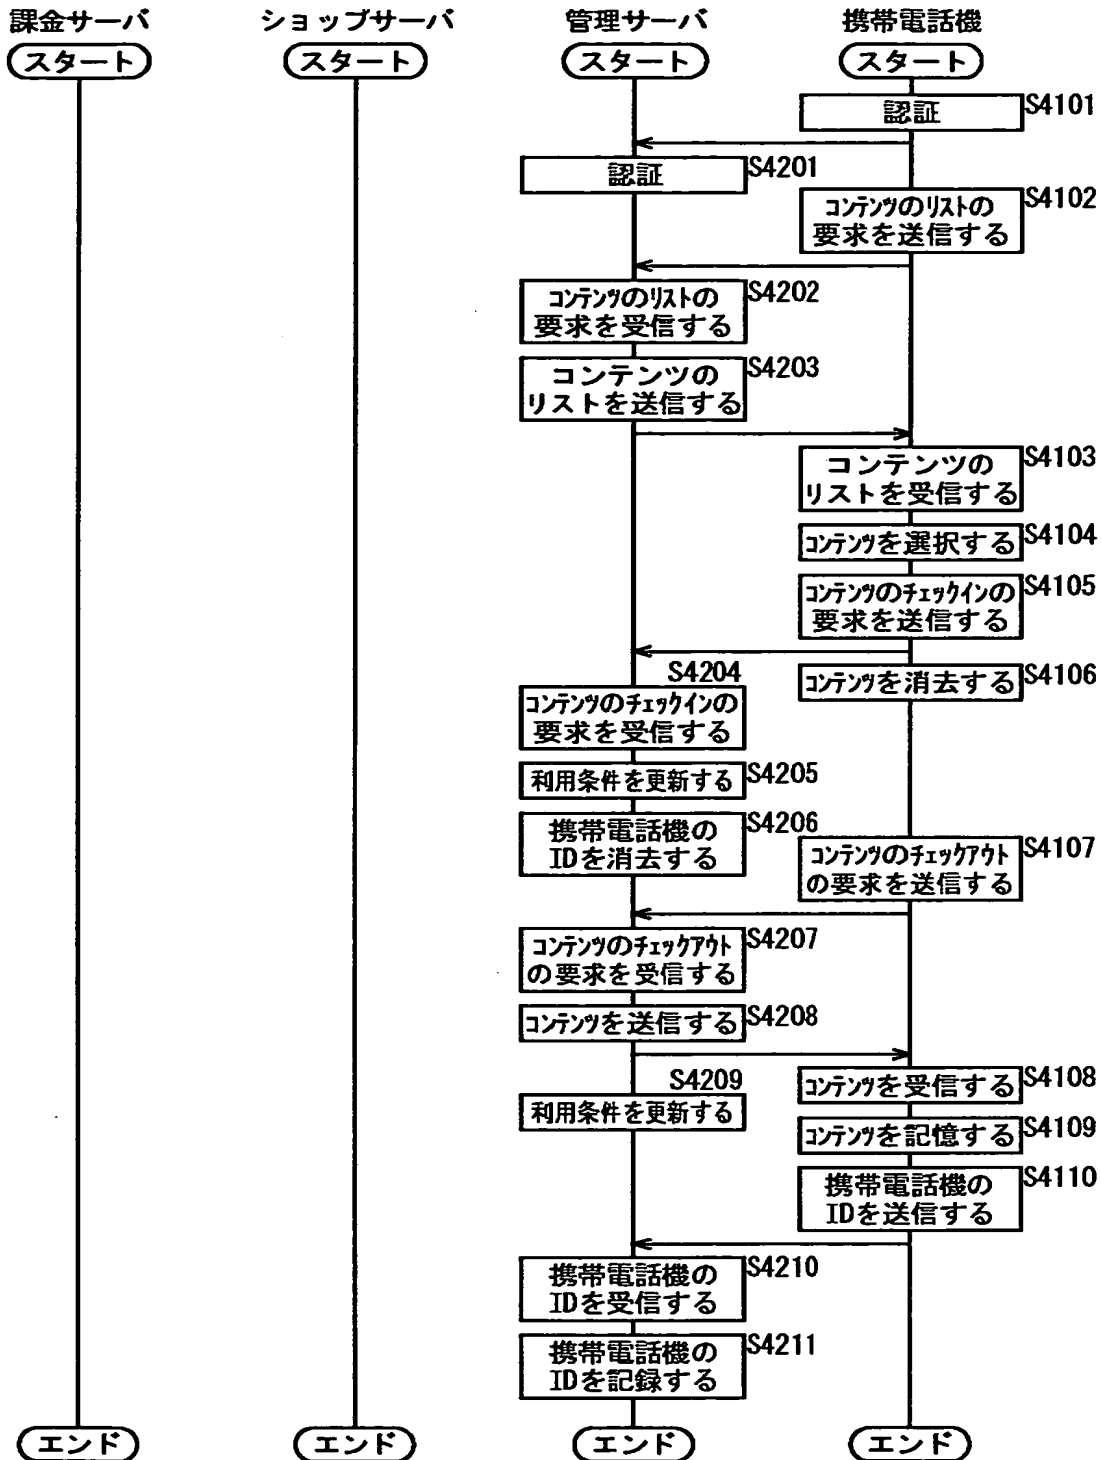 課金サーバ
ショップサーバ
管理サーバ
携帯電話機
スタート
スタート
スタート
スタート
認証
S4101
認証
S4201
コンテンツのリストの
要求を送信する
S4102
コンテンツのリストの
要求を受信する
S4202
コンテンツの
リストを送信する
S4203
コンテンツの
リストを受信する
S4103
コンテンツを選択する
S4104
コンテンツのチェックインの
要求を送信する
S4105
コンテンツを消去する
S4106
S4204
コンテンツのチェックインの
要求を受信する
利用条件を更新する
S4205
携帯電話機の
IDを消去する
S4206
コンテンツのチェックアウト
の要求を送信する
S4107
コンテンツのチェックアウト
の要求を受信する
S4207
コンテンツを送信する
S4208
コンテンツを受信する
S4108
S4209
利用条件を更新する
コンテンツを記憶する
S4109
携帯電話機の
IDを送信する
S4110
携帯電話機の
IDを受信する
S4210
携帯電話機の
IDを記録する
S4211
エンド
エンド
エンド
エンド